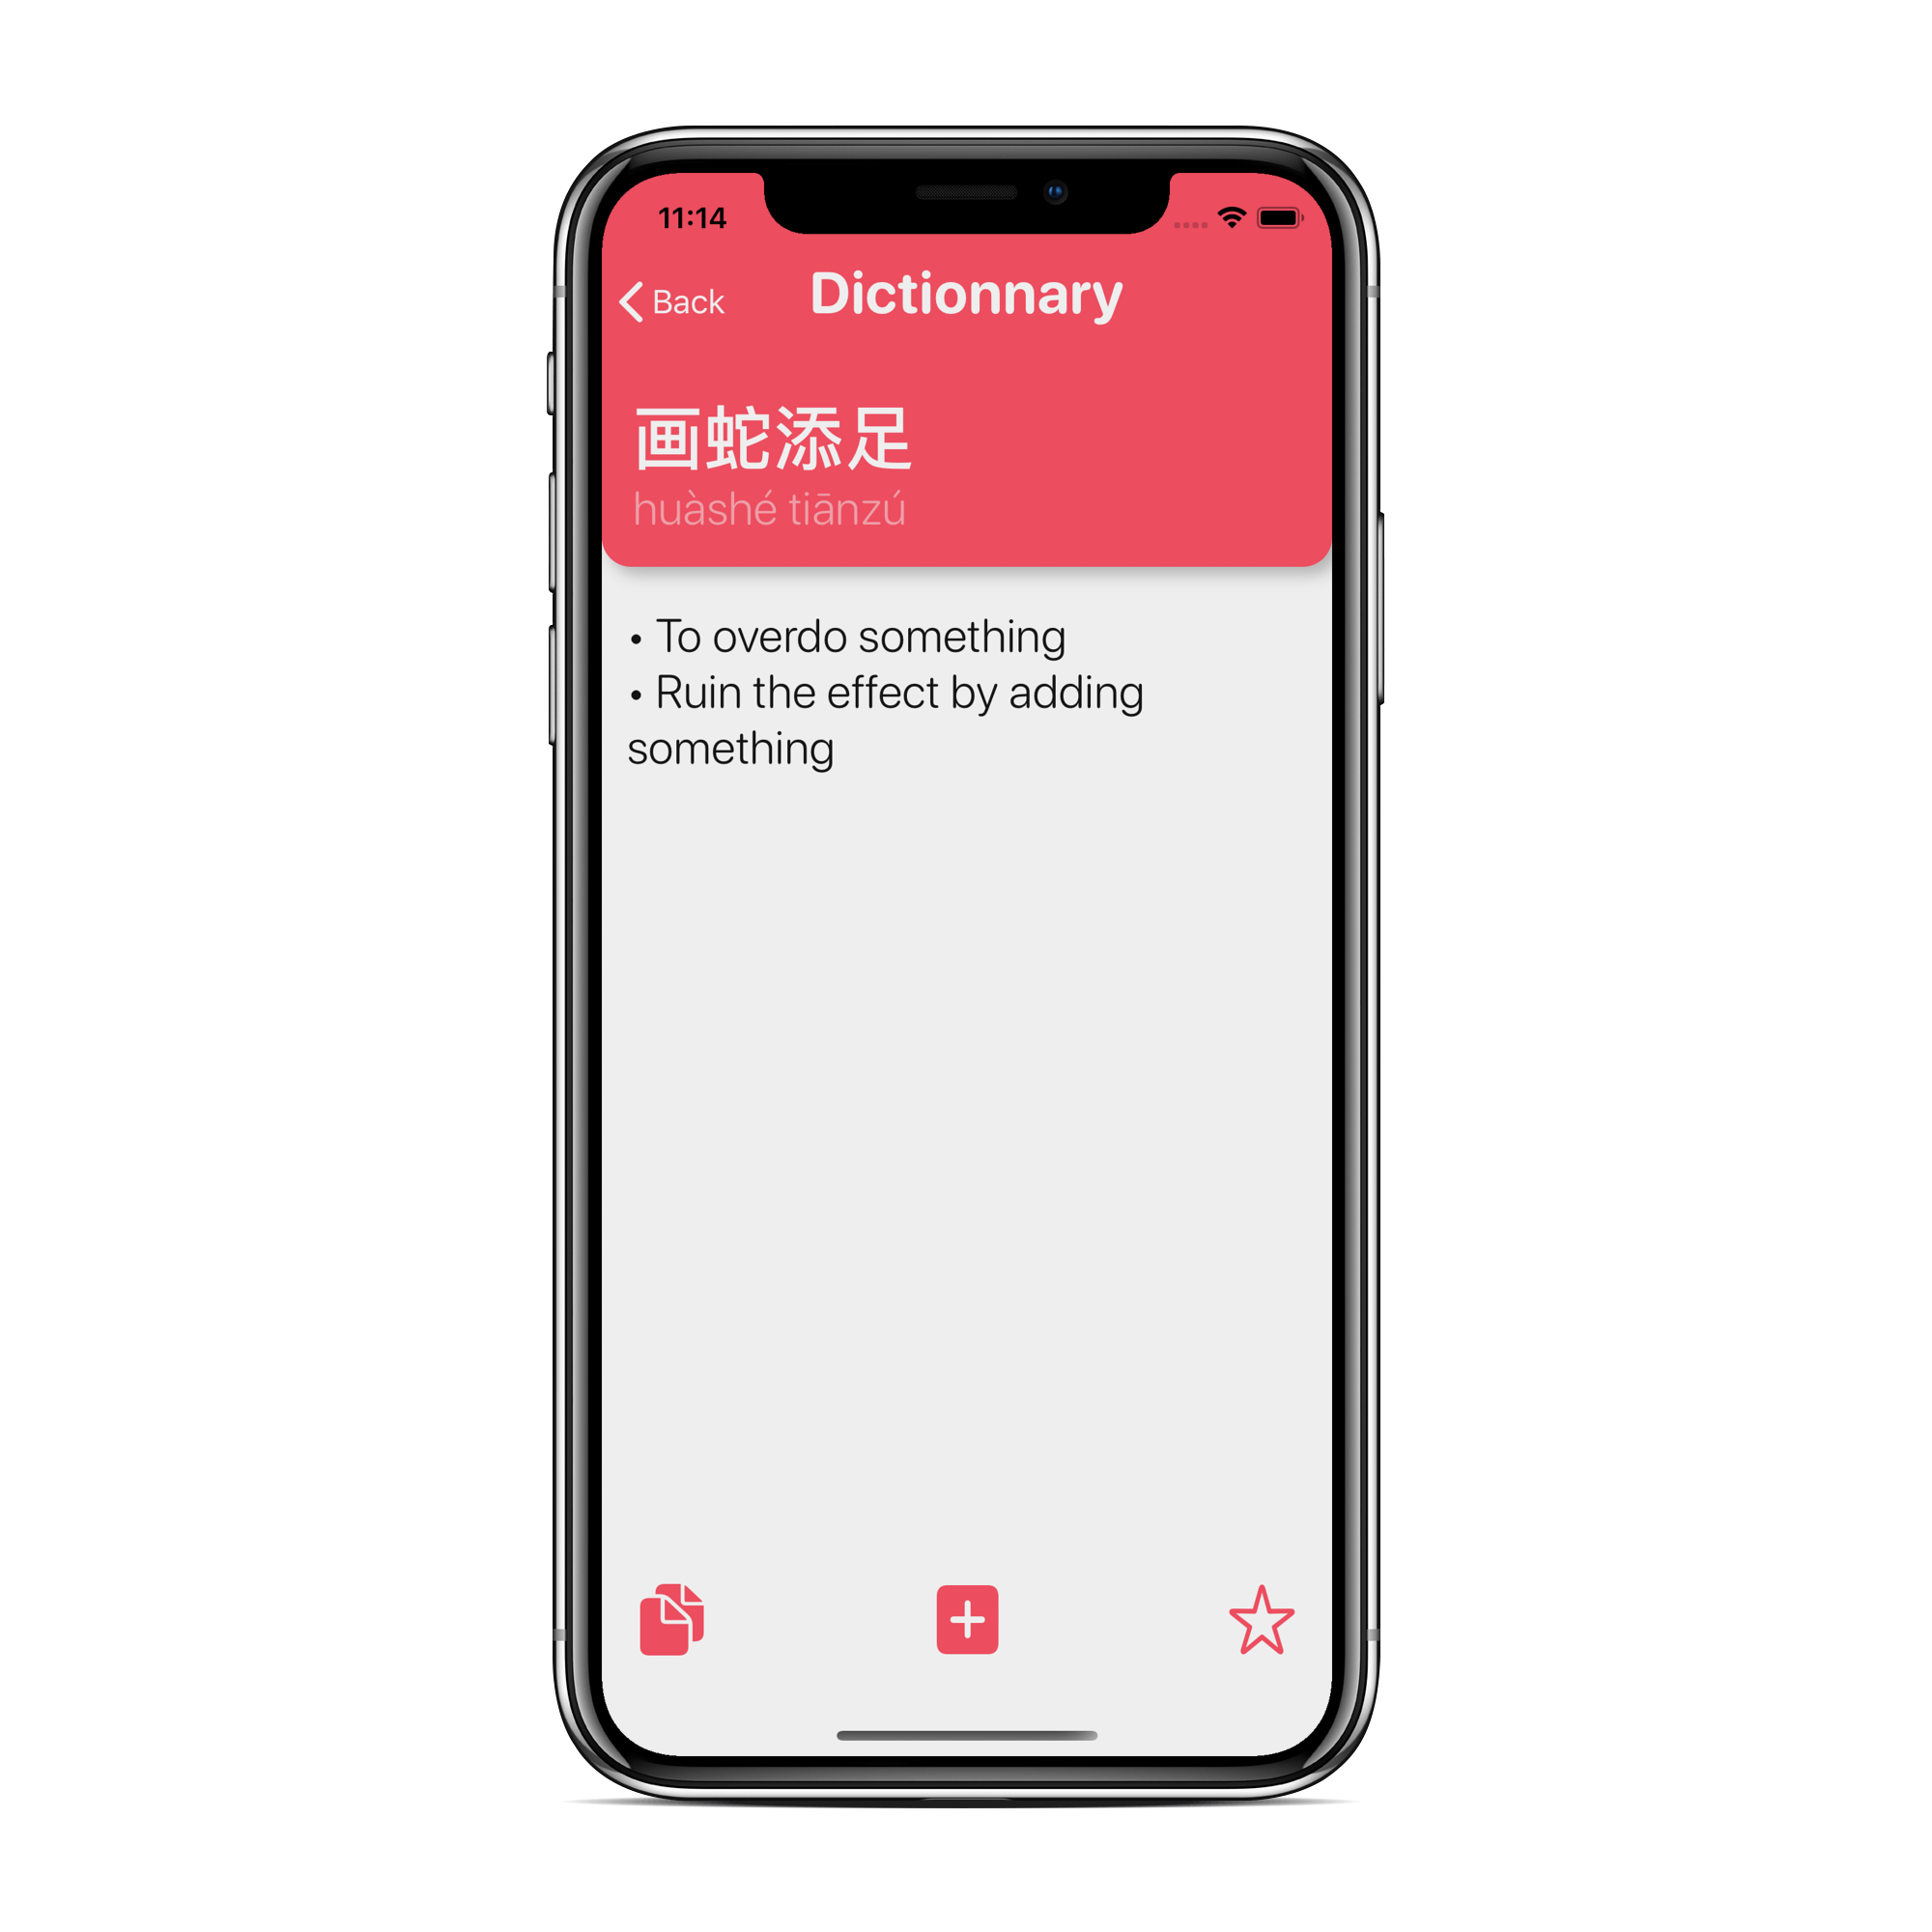 11:14
Back
Dictionnary
画蛇添足
huàshé tiānzú
• To overdo something
• Ruin the effect by adding
something